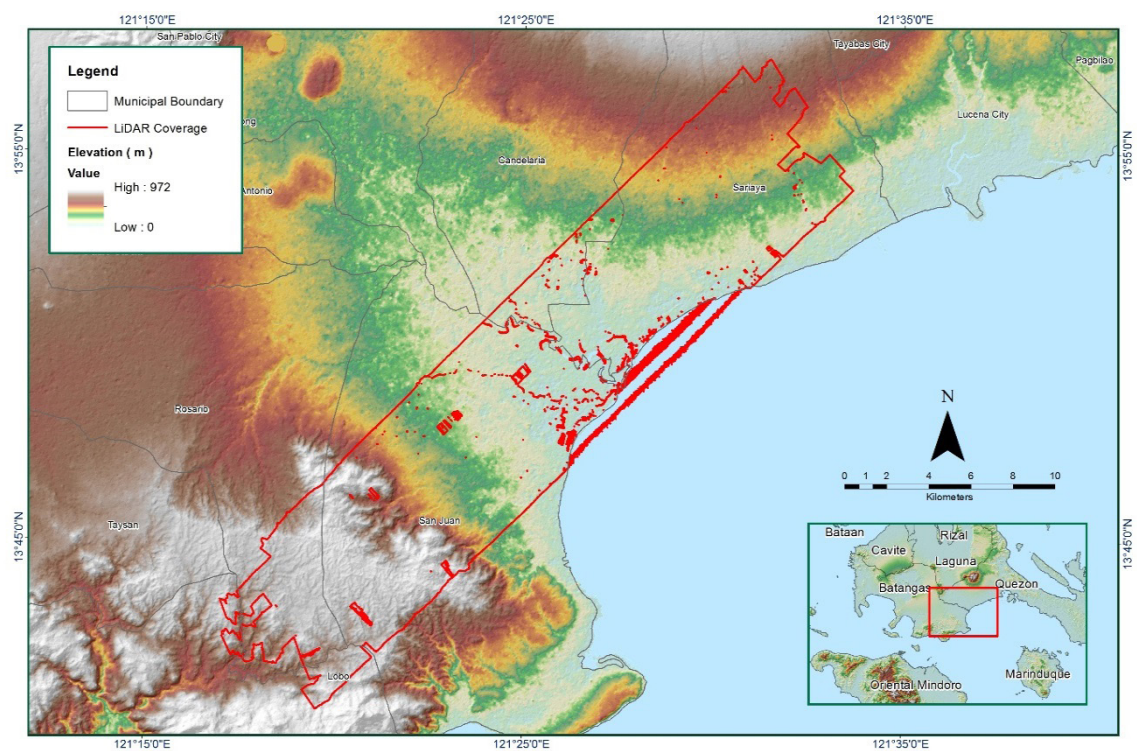 121°15'0"E
121°25'0"E
121°35'0"E
San Pablo City
Tayabas City
Pagbilao
Legend
Municipal Boundary
LiDAR Coverage
Elevation ( m )
Value
High : 972
Low : 0
ong
Lucena City
13°55'0"N
13°55'0"N
Candelaria
Sariaya
Antonio
Rosario
N
0 2 4 6 8 10
Kilometers
San Juan
Taysan
13°45'0"N
13°45'0"N
Bataan
Rizal
Cavite
Laguna
Batangas
Quezon
Lobo
Marinduque
Oriental Mindoro
121°15'0"E
121°25'0"E
121°35'0"E